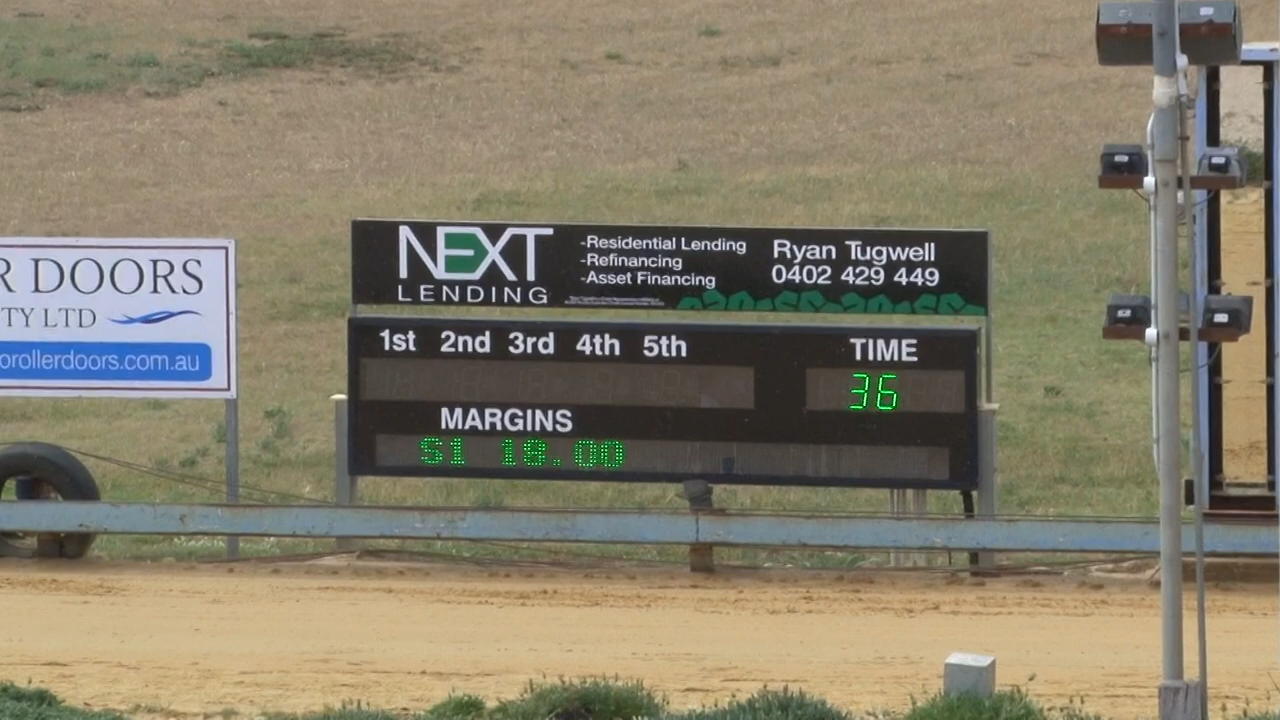 R DOORS
TY LTD
orollerdoors.com.au
NEXT
LENDING
-Residential Lending
-Refinancing
-Asset Financing
Ryan Tugwell
0402 429 449
1st 2nd 3rd 4th 5th
TIME
36
MARGINS
S1 18.00